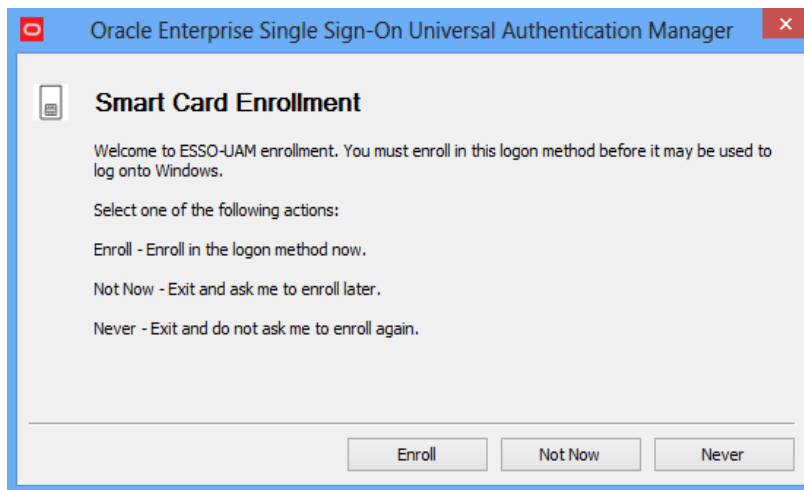 Oracle Enterprise Single Sign-On Universal Authentication Manager
Smart Card Enrollment
Welcome to ESSO-UAM enrollment. You must enroll in this logon method before it may be used to
log onto Windows.
Select one of the following actions:
Enroll - Enroll in the logon method now.
Not Now - Exit and ask me to enroll later.
Never - Exit and do not ask me to enroll again.
Enroll Not Now Never